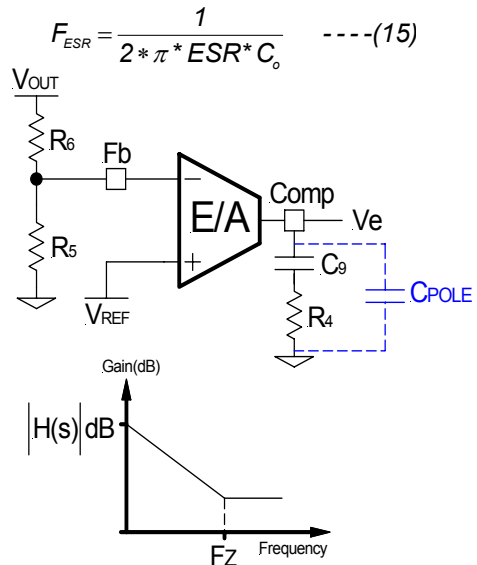 F_ESR = 1 / (2 * π * ESR * C_o) ----(15)
VOUT
R6
Fb
R5
VREF
−
+
E/A
Comp
Ve
C9
R4
CPOLE
Gain(dB)
|H(s)|dB
FZ
Frequency